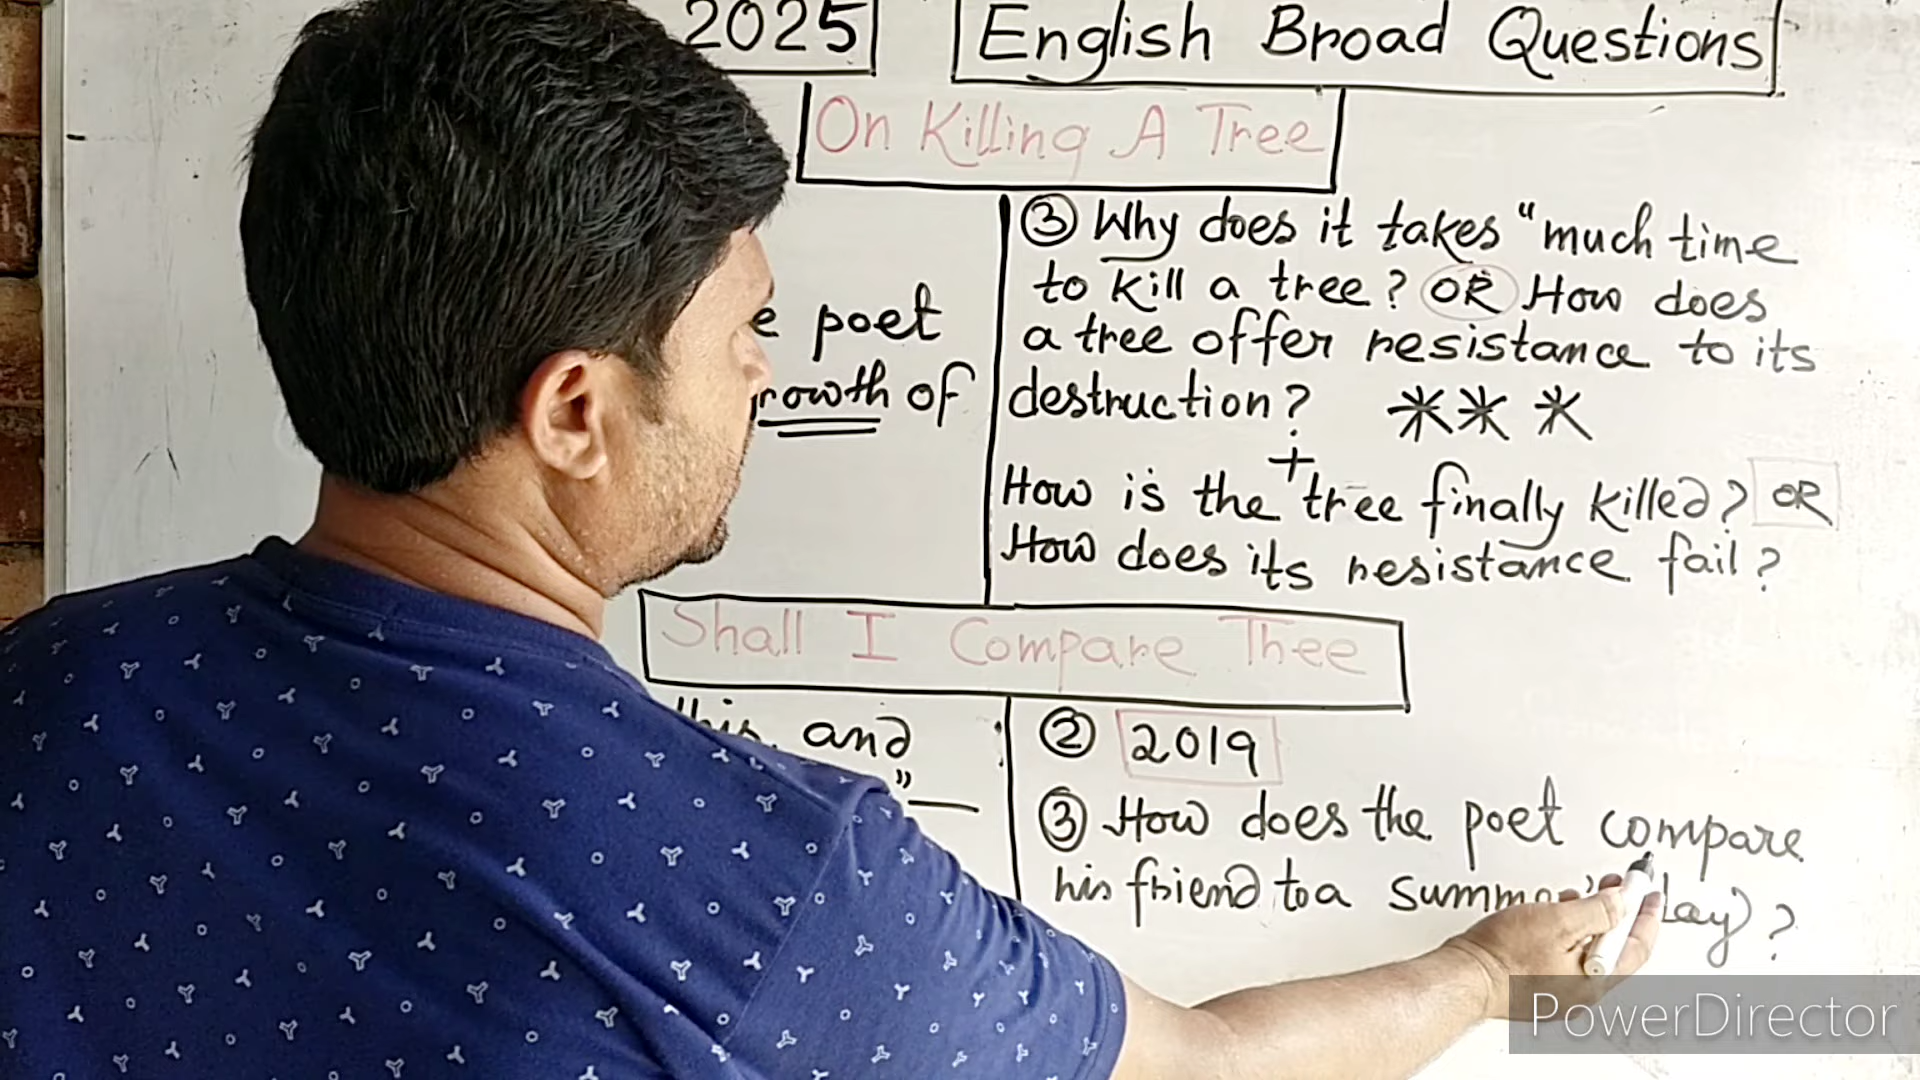 2025 English Broad Questions
On Killing A Tree
poet
growth of
③ Why does it takes "much time
to kill a tree? OR How does
a tree offer resistance to its
destruction? ***
+
How is the tree finally killed? OR
How does its resistance fail?
Shall I Compare Thee
this and
"
② 2019
③ How does the poet compare
his friend to a summer's day?
PowerDirector